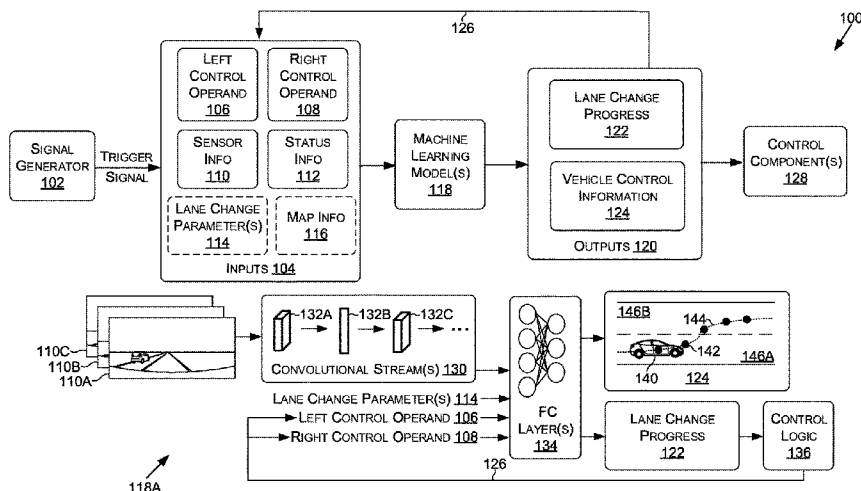 126
100
LEFT CONTROL OPERAND 106
RIGHT CONTROL OPERAND 108
SIGNAL GENERATOR 102
TRIGGER SIGNAL
SENSOR INFO 110
STATUS INFO 112
LANE CHANGE PARAMETER(S) 114
MAP INFO 116
INPUTS 104
MACHINE LEARNING MODEL(S) 118
LANE CHANGE PROGRESS 122
VEHICLE CONTROL INFORMATION 124
OUTPUTS 120
CONTROL COMPONENT(S) 128
110C
110B
110A
132A
132B
132C
...
CONVOLUTIONAL STREAM(S) 130
LANE CHANGE PARAMETER(S) 114
LEFT CONTROL OPERAND 106
RIGHT CONTROL OPERAND 108
FC LAYER(S) 134
146B
144
142
146A
140
124
LANE CHANGE PROGRESS 122
CONTROL LOGIC 136
126
118A